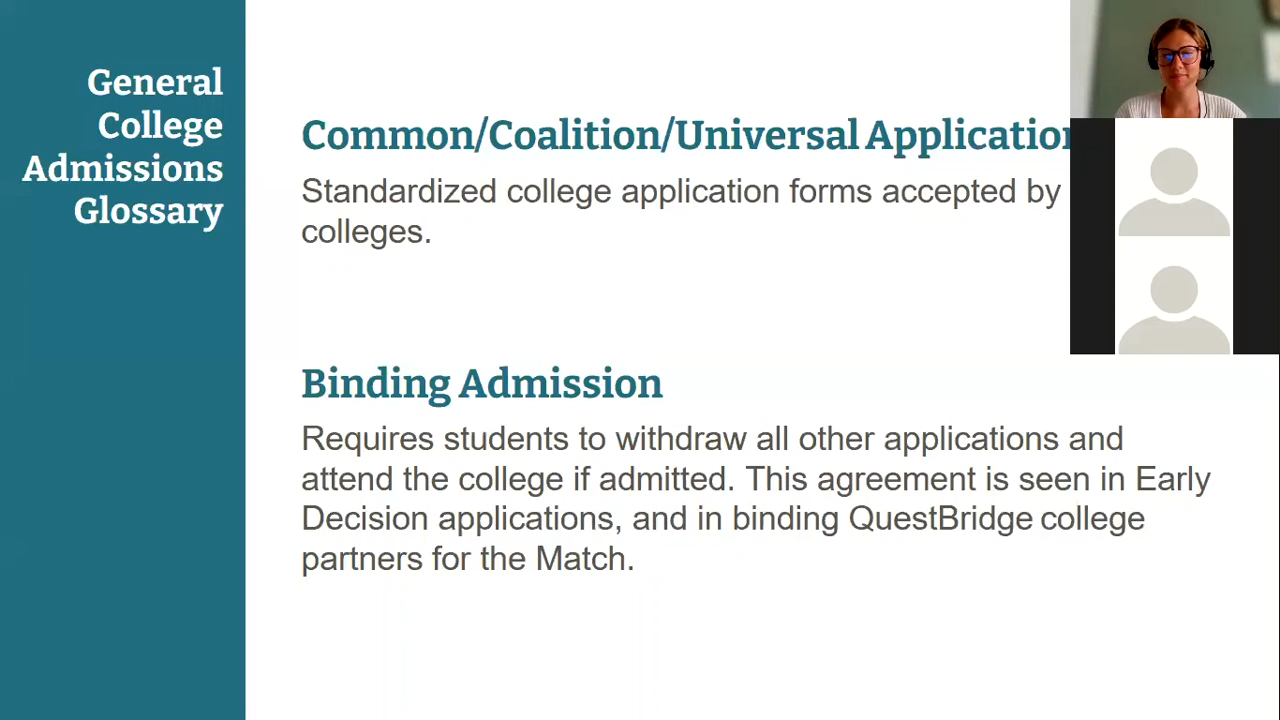 General
College
Admissions
Glossary
Common/Coalition/Universal Application
Standardized college application forms accepted by
colleges.
Binding Admission
Requires students to withdraw all other applications and
attend the college if admitted. This agreement is seen in Early
Decision applications, and in binding QuestBridge college
partners for the Match.